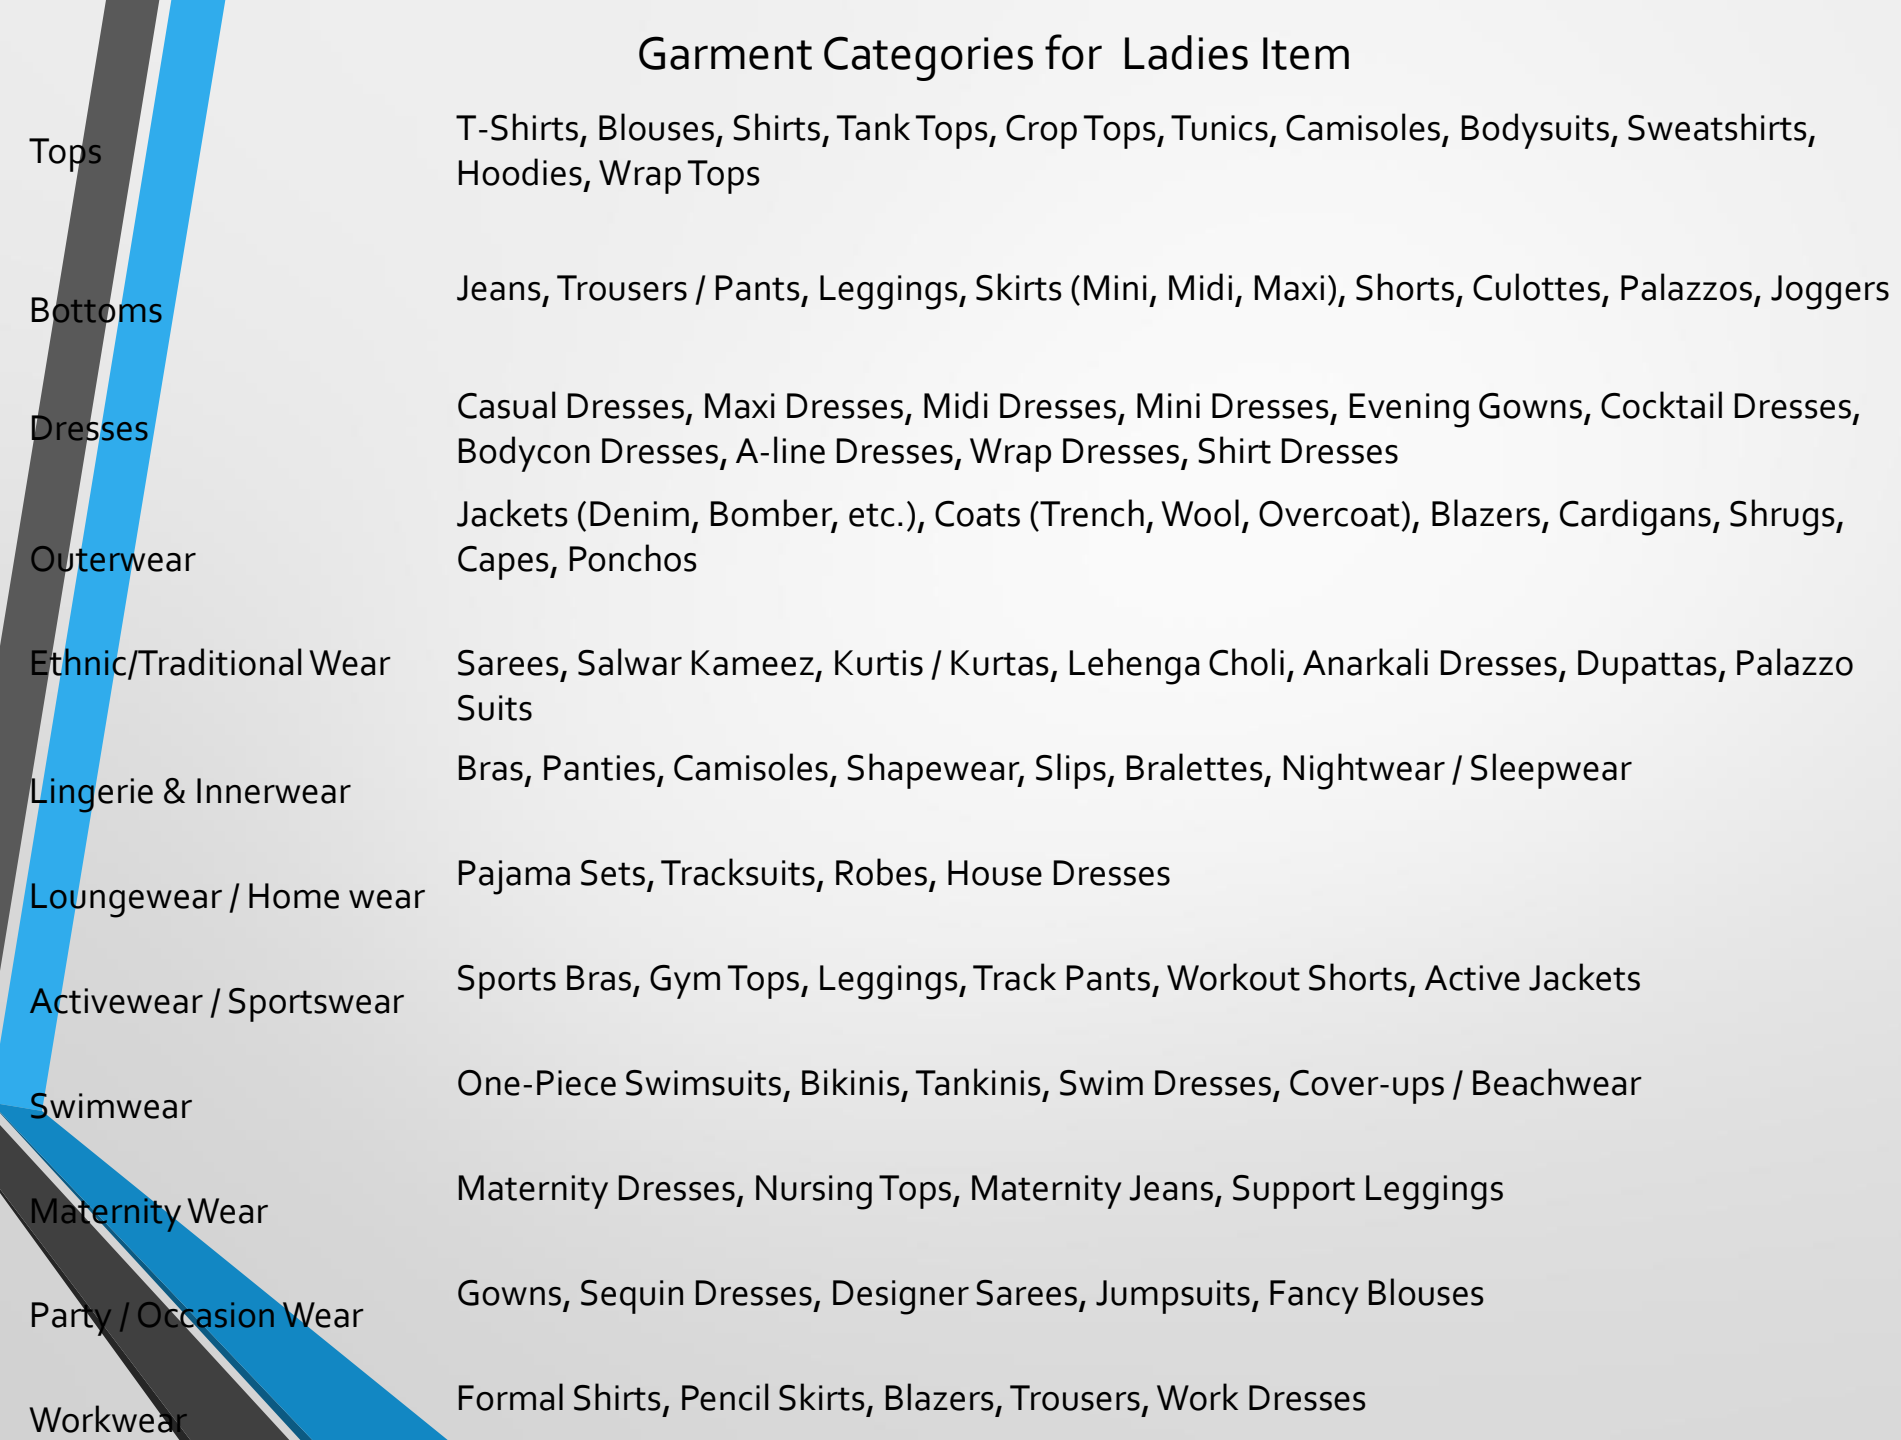 Garment Categories for  Ladies Item
Tops
T-Shirts, Blouses, Shirts, Tank Tops, Crop Tops, Tunics, Camisoles, Bodysuits, Sweatshirts,
Hoodies, Wrap Tops
Bottoms
Jeans, Trousers / Pants, Leggings, Skirts (Mini, Midi, Maxi), Shorts, Culottes, Palazzos, Joggers
Dresses
Casual Dresses, Maxi Dresses, Midi Dresses, Mini Dresses, Evening Gowns, Cocktail Dresses,
Bodycon Dresses, A-line Dresses, Wrap Dresses, Shirt Dresses
Outerwear
Jackets (Denim, Bomber, etc.), Coats (Trench, Wool, Overcoat), Blazers, Cardigans, Shrugs,
Capes, Ponchos
Ethnic/Traditional Wear
Sarees, Salwar Kameez, Kurtis / Kurtas, Lehenga Choli, Anarkali Dresses, Dupattas, Palazzo
Suits
Lingerie & Innerwear
Bras, Panties, Camisoles, Shapewear, Slips, Bralettes, Nightwear / Sleepwear
Loungewear / Home wear
Pajama Sets, Tracksuits, Robes, House Dresses
Activewear / Sportswear
Sports Bras, Gym Tops, Leggings, Track Pants, Workout Shorts, Active Jackets
Swimwear
One-Piece Swimsuits, Bikinis, Tankinis, Swim Dresses, Cover-ups / Beachwear
Maternity Wear
Maternity Dresses, Nursing Tops, Maternity Jeans, Support Leggings
Party / Occasion Wear
Gowns, Sequin Dresses, Designer Sarees, Jumpsuits, Fancy Blouses
Workwear
Formal Shirts, Pencil Skirts, Blazers, Trousers, Work Dresses